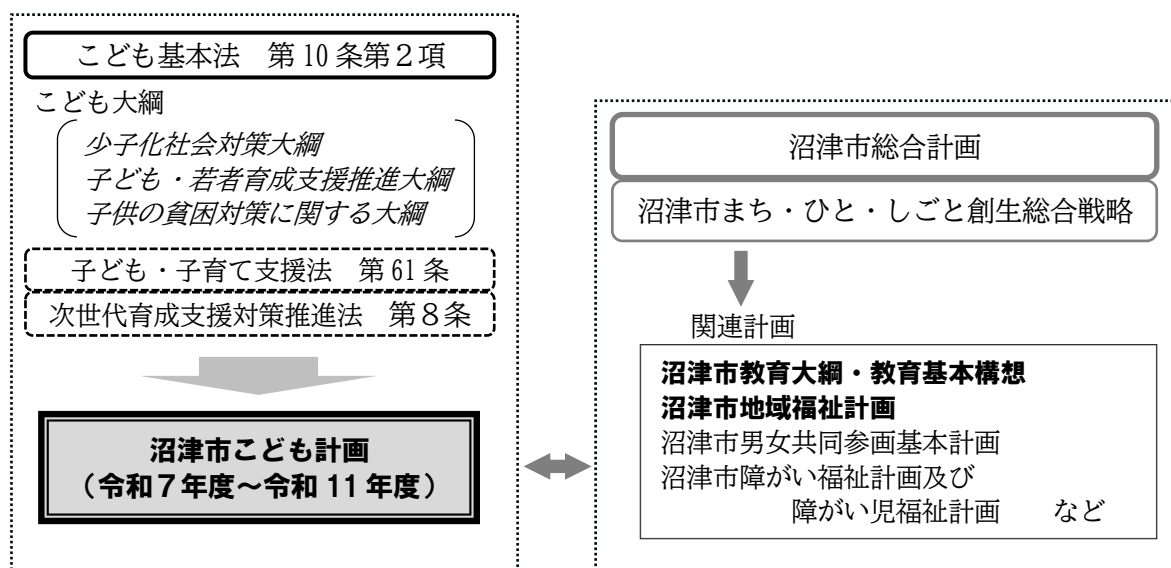 こども基本法　第10条第２項
こども大綱
少子化社会対策大綱
子ども・若者育成支援推進大綱
子供の貧困対策に関する大綱
子ども・子育て支援法　第61条
次世代育成支援対策推進法　第８条
沼津市こども計画
（令和７年度～令和11年度）
沼津市総合計画
沼津市まち・ひと・しごと創生総合戦略
関連計画
沼津市教育大綱・教育基本構想
沼津市地域福祉計画
沼津市男女共同参画基本計画
沼津市障がい福祉計画及び
障がい児福祉計画　　など